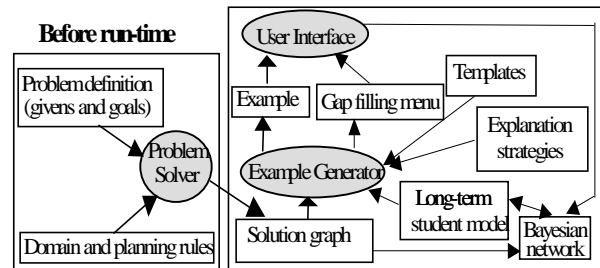 Before run-time
Problem definition
(givens and goals)
Problem
Solver
Domain and planning rules
User Interface
Example
Gap filling menu
Templates
Explanation
strategies
Example Generator
Long-term
student model
Solution graph
Bayesian
network